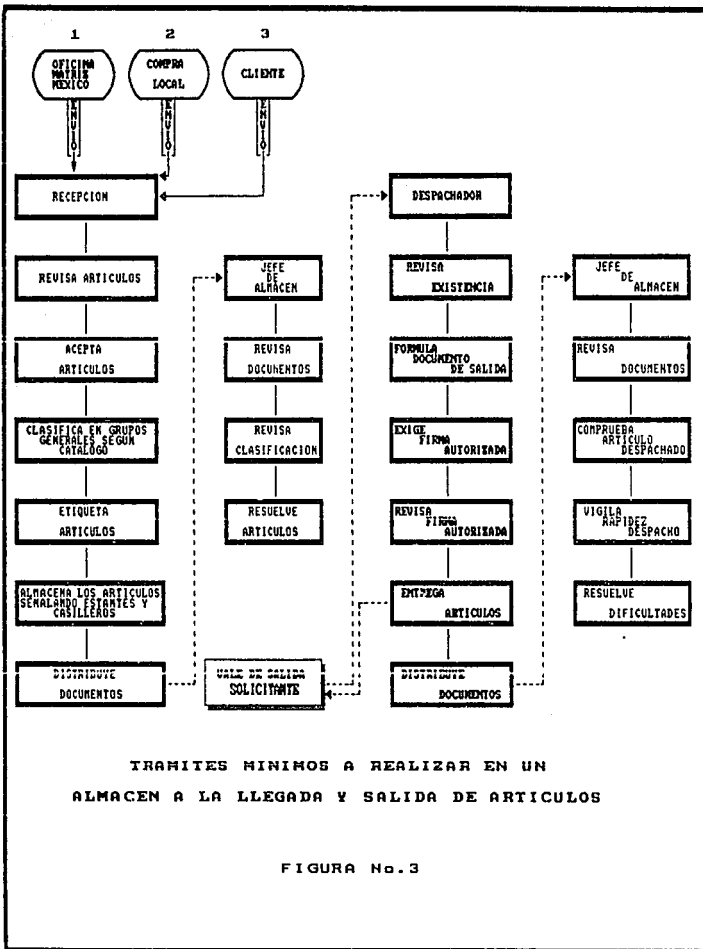 1
2
3
OFICINA
MATRIZ
MEXICO
COMPRA
LOCAL
CLIENTE
ENVIO
ENVIO
ENVIO
RECEPCION
REVISA ARTICULOS
ACEPTA
ARTICULOS
CLASIFICA EN GRUPOS
GENERALES SEGUN
CATALOGO
ETIQUETA
ARTICULOS
ALMACENA LOS ARTICULOS
SEÑALANDO ESTANTES Y
CASILLEROS
DISTRIBUYE
DOCUMENTOS
JEFE
DE
ALMACEN
REVISA
DOCUMENTOS
REVISA
CLASIFICACION
RESUELVE
ARTICULOS
VALE DE SALIDA
SOLICITANTE
DESPACHADOR
REVISA
EXISTENCIA
FORMULA
DOCUMENTO
DE SALIDA
EXIGE
FIRMA
AUTORIZADA
REVISA
FIRMA
AUTORIZADA
ENTREGA
ARTICULOS
DISTRIBUYE
DOCUMENTOS
JEFE
DE
ALMACEN
REVISA
DOCUMENTOS
COMPRUEBA
ARTICULO
DESPACHADO
VIGILA
RAPIDEZ
DESPACHO
RESUELVE
DIFICULTADES
TRAMITES MINIMOS A REALIZAR EN UN
ALMACEN A LA LLEGADA Y SALIDA DE ARTICULOS
FIGURA No.3